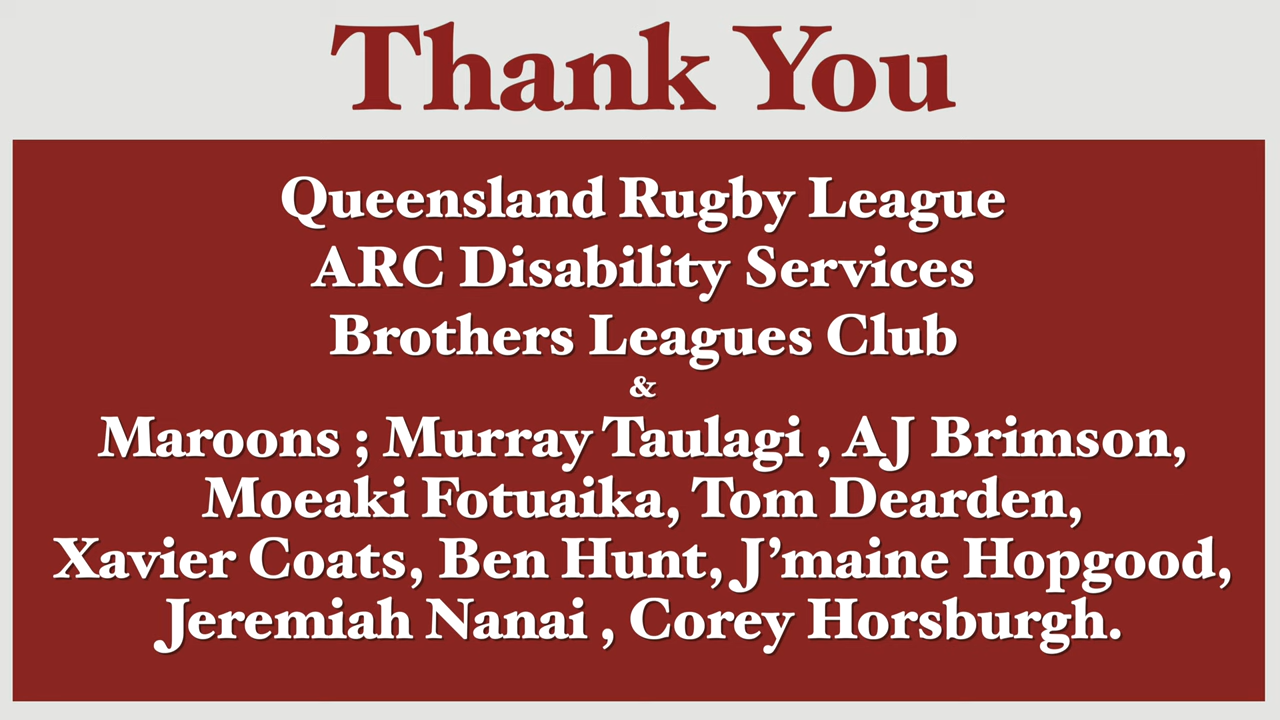 Thank You
Queensland Rugby League
ARC Disability Services
Brothers Leagues Club
&
Maroons ; Murray Taulagi , AJ Brimson,
Moeaki Fotuaika, Tom Dearden,
Xavier Coats, Ben Hunt, J’maine Hopgood,
Jeremiah Nanai , Corey Horsburgh.